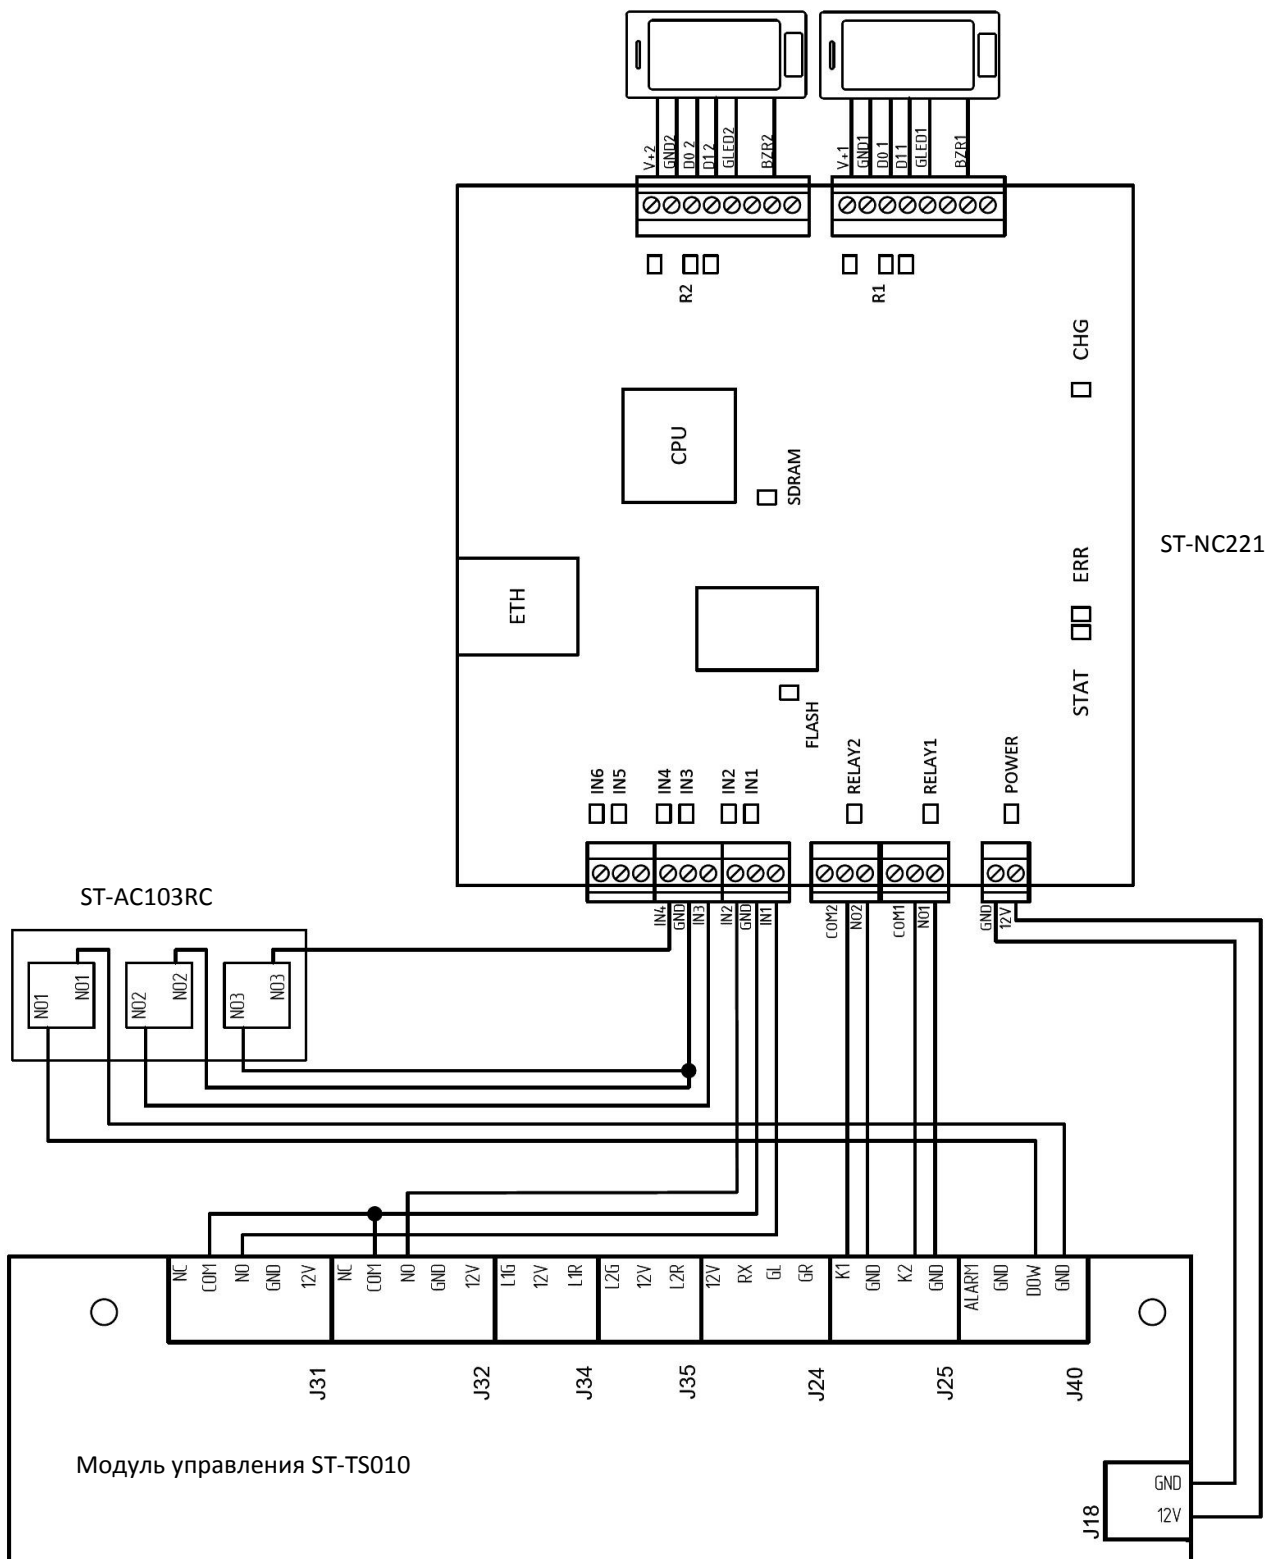 V+2
GND2
D0 2
D1 2
GLED2
BZR2
V+1
GND1
D0 1
D1 1
GLED1
BZR1
R2
R1
CHG
CPU
SDRAM
ST-NC221
ETH
ERR
STAT
FLASH
IN6
IN5
IN4
IN3
IN2
IN1
RELAY2
RELAY1
POWER
ST-AC103RC
IN4
GND
IN3
IN2
GND
IN1
COM2
NO2
COM1
NO1
GND
12V
NO1
NO1
NO2
NO2
NO3
NO3
NC
COM
NO
GND
12V
NC
COM
NO
GND
12V
L1G
12V
L1R
L2G
12V
L2R
12V
RX
GL
GR
K1
GND
K2
GND
ALARM
GND
DOW
GND
J31
J32
J34
J35
J24
J25
J40
Модуль управления ST-TS010
GND
12V
J18